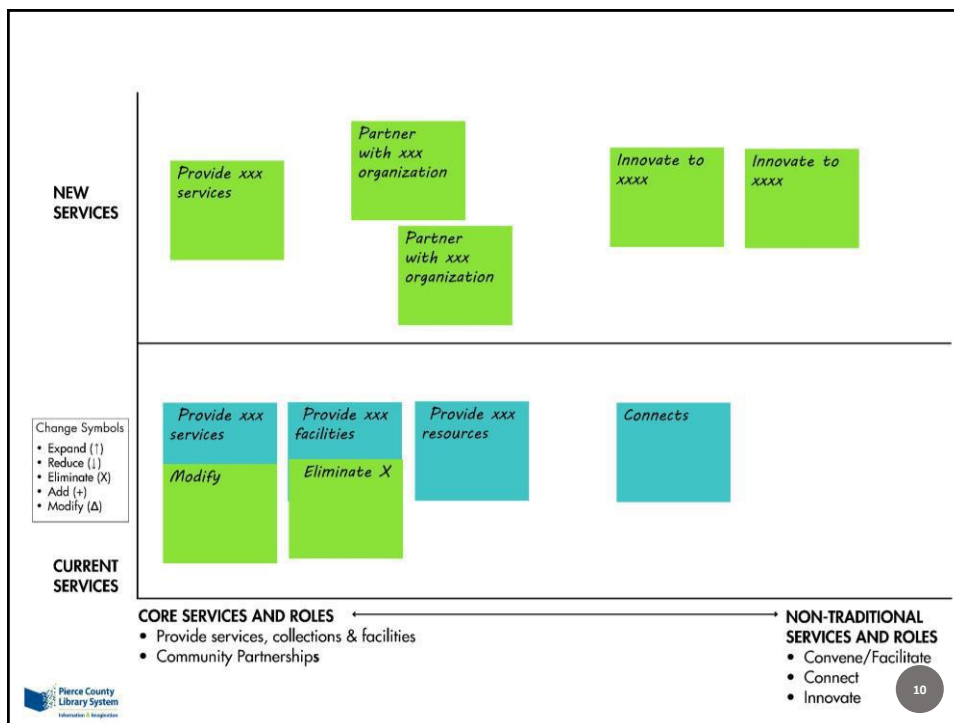 NEW
SERVICES
Provide xxx
services
Partner
with xxx
organization
Partner
with xxx
organization
Innovate to
xxxx
Innovate to
xxxx
Change Symbols
• Expand (↑)
• Reduce (↓)
• Eliminate (X)
• Add (+)
• Modify (Δ)
Provide xxx
services
Modify
Provide xxx
facilities
Eliminate X
Provide xxx
resources
Connects
CURRENT
SERVICES
CORE SERVICES AND ROLES
• Provide services, collections & facilities
• Community Partnerships
NON-TRADITIONAL
SERVICES AND ROLES
• Convene/Facilitate
• Connect
• Innovate
Pierce County
Library System
Information & Imagination
10